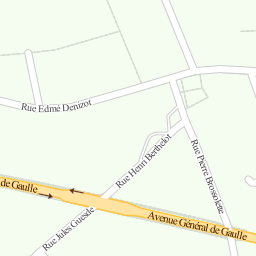 Rue Edmé Denizot
Rue Pierre Brossolette
Rue Henri Berthelot
de Gaulle
Avenue Général de Gaulle
Rue Jules Guesde